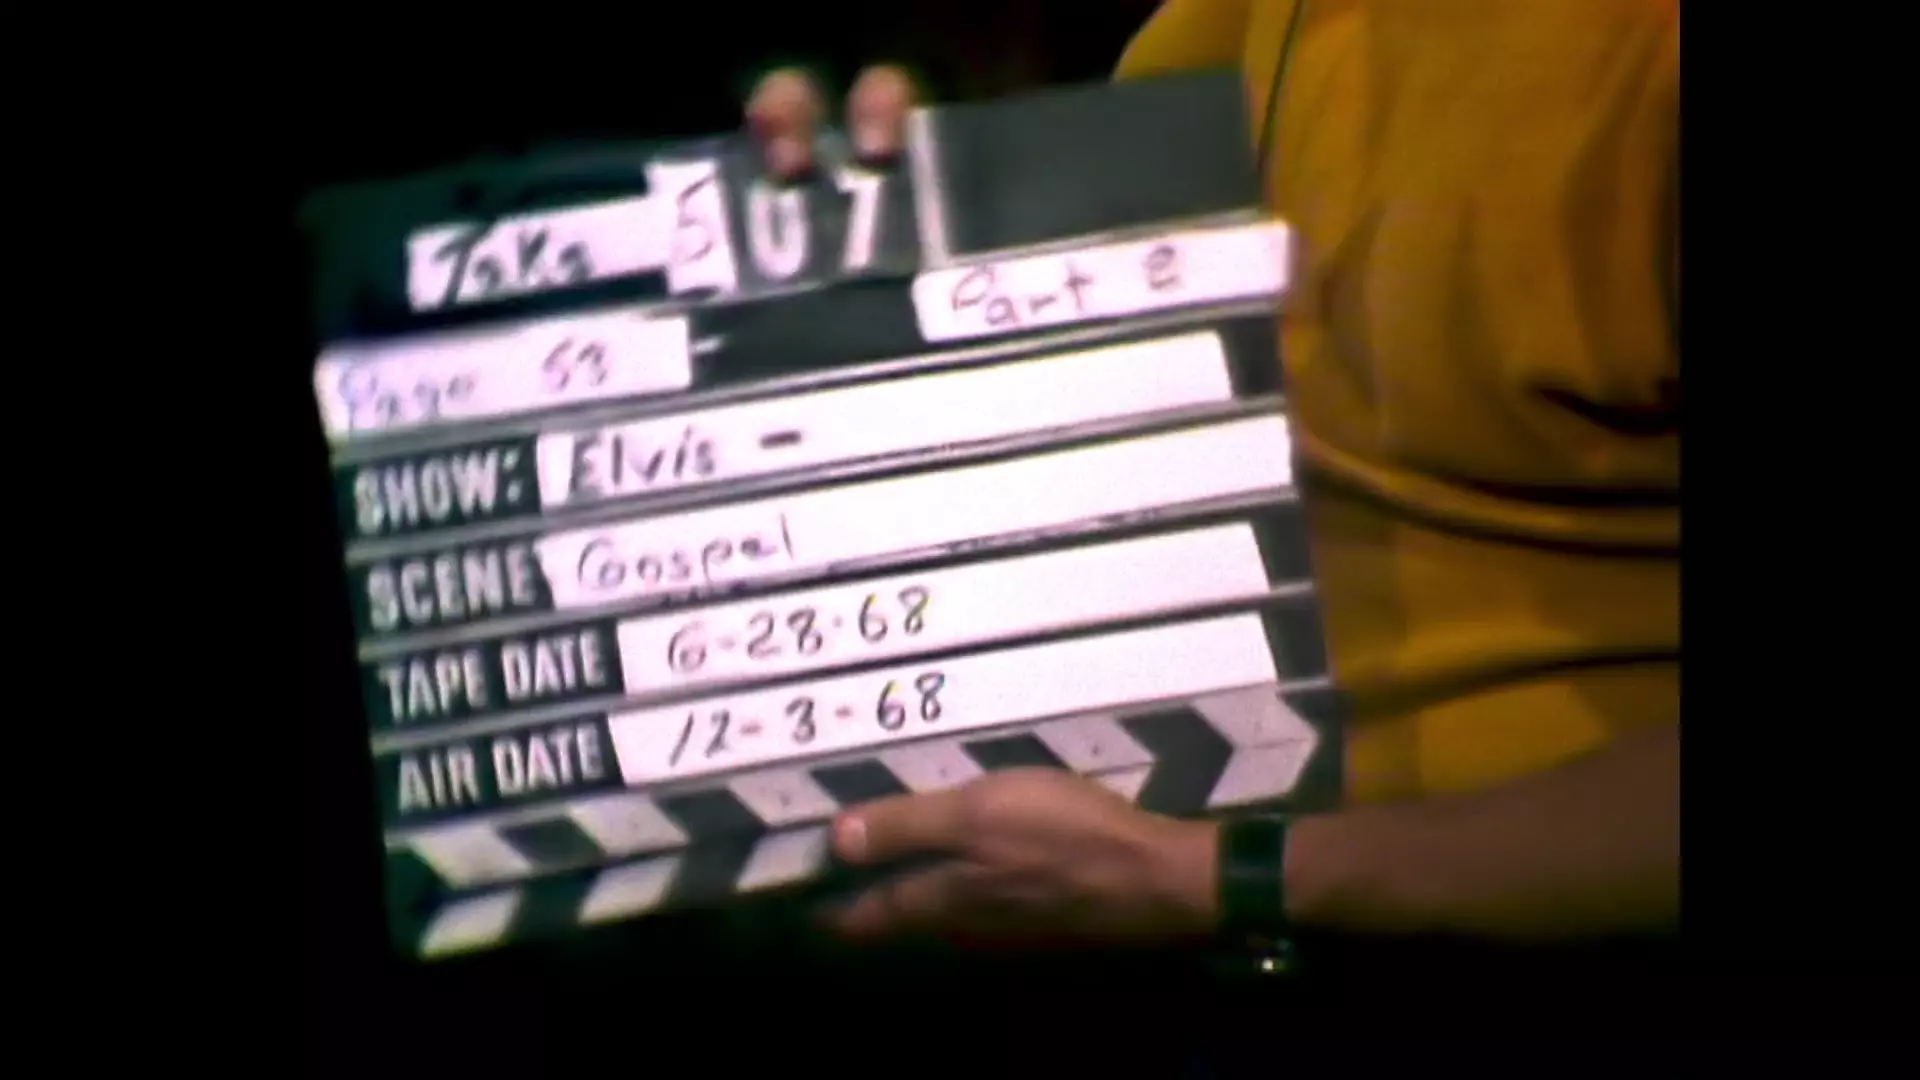 Take 5 07
Part 2
Page 53
SHOW: Elvis -
SCENE Gospel
TAPE DATE 6-28-68
AIR DATE 12-3-68